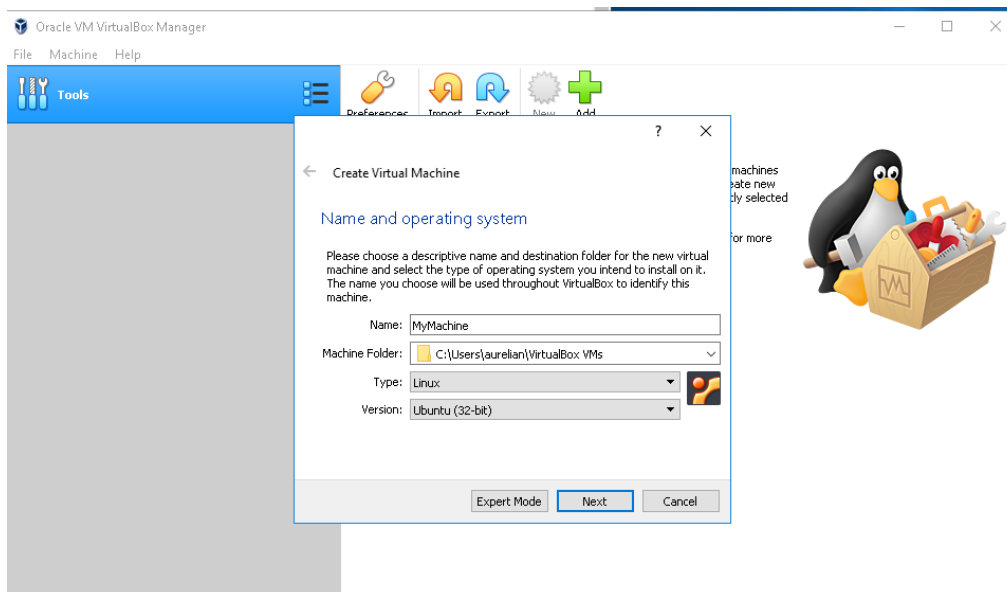 Oracle VM VirtualBox Manager
File Machine Help
Tools
Preferences Import Export New Add
? 
Create Virtual Machine
machines
eate new
tly selected
Name and operating system
for more
Please choose a descriptive name and destination folder for the new virtual
machine and select the type of operating system you intend to install on it.
The name you choose will be used throughout VirtualBox to identify this
machine.
Name: MyMachine
Machine Folder: C:\Users\aurelian\VirtualBox VMs
Type: Linux
Version: Ubuntu (32-bit)
Expert Mode Next Cancel